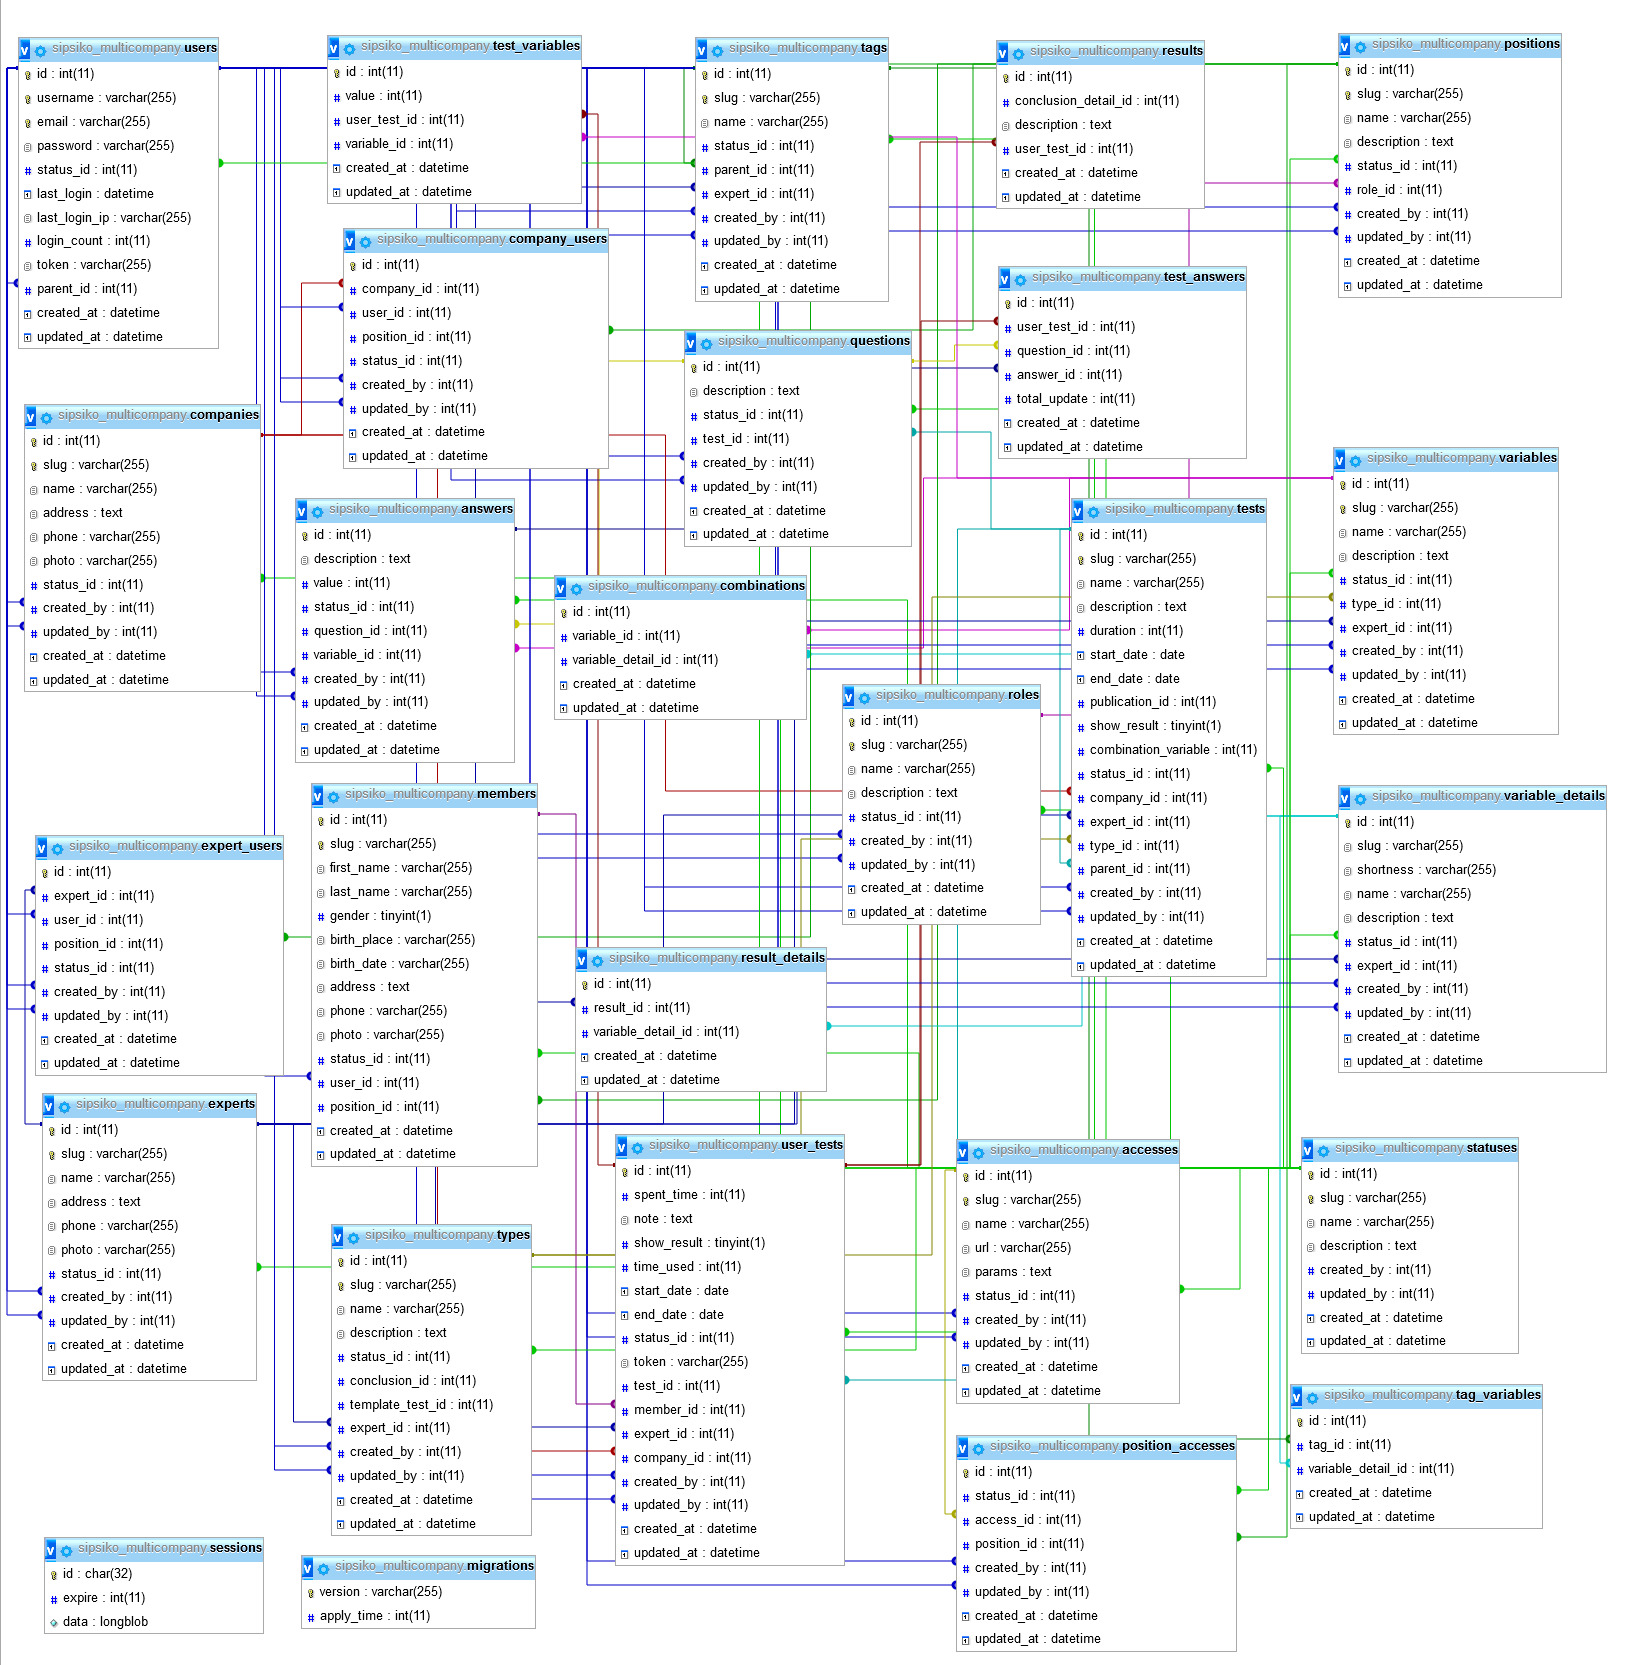 sipsiko_multicompany.users
id : int(11)
username : varchar(255)
email : varchar(255)
password : varchar(255)
status_id : int(11)
last_login : datetime
last_login_ip : varchar(255)
login_count : int(11)
token : varchar(255)
parent_id : int(11)
created_at : datetime
updated_at : datetime
sipsiko_multicompany.test_variables
id : int(11)
value : int(11)
user_test_id : int(11)
variable_id : int(11)
created_at : datetime
updated_at : datetime
sipsiko_multicompany.tags
id : int(11)
slug : varchar(255)
name : varchar(255)
status_id : int(11)
parent_id : int(11)
expert_id : int(11)
created_by : int(11)
updated_by : int(11)
created_at : datetime
updated_at : datetime
sipsiko_multicompany.results
id : int(11)
conclusion_detail_id : int(11)
description : text
user_test_id : int(11)
created_at : datetime
updated_at : datetime
sipsiko_multicompany.positions
id : int(11)
slug : varchar(255)
name : varchar(255)
description : text
status_id : int(11)
role_id : int(11)
created_by : int(11)
updated_by : int(11)
created_at : datetime
updated_at : datetime
sipsiko_multicompany.company_users
id : int(11)
company_id : int(11)
user_id : int(11)
position_id : int(11)
status_id : int(11)
created_by : int(11)
updated_by : int(11)
created_at : datetime
updated_at : datetime
sipsiko_multicompany.test_answers
id : int(11)
user_test_id : int(11)
question_id : int(11)
answer_id : int(11)
total_update : int(11)
created_at : datetime
updated_at : datetime
sipsiko_multicompany.questions
id : int(11)
description : text
status_id : int(11)
test_id : int(11)
created_by : int(11)
updated_by : int(11)
created_at : datetime
updated_at : datetime
sipsiko_multicompany.companies
id : int(11)
slug : varchar(255)
name : varchar(255)
address : text
phone : varchar(255)
photo : varchar(255)
status_id : int(11)
created_by : int(11)
updated_by : int(11)
created_at : datetime
updated_at : datetime
sipsiko_multicompany.variables
id : int(11)
slug : varchar(255)
name : varchar(255)
description : text
status_id : int(11)
type_id : int(11)
expert_id : int(11)
created_by : int(11)
updated_by : int(11)
created_at : datetime
updated_at : datetime
sipsiko_multicompany.answers
id : int(11)
description : text
value : int(11)
status_id : int(11)
question_id : int(11)
variable_id : int(11)
created_by : int(11)
updated_by : int(11)
created_at : datetime
updated_at : datetime
sipsiko_multicompany.tests
id : int(11)
slug : varchar(255)
name : varchar(255)
description : text
duration : int(11)
start_date : date
end_date : date
publication_id : int(11)
show_result : tinyint(1)
combination_variable : int(11)
status_id : int(11)
company_id : int(11)
expert_id : int(11)
type_id : int(11)
parent_id : int(11)
created_by : int(11)
updated_by : int(11)
created_at : datetime
updated_at : datetime
sipsiko_multicompany.combinations
id : int(11)
variable_id : int(11)
variable_detail_id : int(11)
created_at : datetime
updated_at : datetime
sipsiko_multicompany.roles
id : int(11)
slug : varchar(255)
name : varchar(255)
description : text
status_id : int(11)
created_by : int(11)
updated_by : int(11)
created_at : datetime
updated_at : datetime
sipsiko_multicompany.members
id : int(11)
slug : varchar(255)
first_name : varchar(255)
last_name : varchar(255)
gender : tinyint(1)
birth_place : varchar(255)
birth_date : varchar(255)
address : text
phone : varchar(255)
photo : varchar(255)
status_id : int(11)
user_id : int(11)
position_id : int(11)
created_at : datetime
updated_at : datetime
sipsiko_multicompany.variable_details
id : int(11)
slug : varchar(255)
shortness : varchar(255)
name : varchar(255)
description : text
status_id : int(11)
expert_id : int(11)
created_by : int(11)
updated_by : int(11)
created_at : datetime
updated_at : datetime
sipsiko_multicompany.expert_users
id : int(11)
expert_id : int(11)
user_id : int(11)
position_id : int(11)
status_id : int(11)
created_by : int(11)
updated_by : int(11)
created_at : datetime
updated_at : datetime
sipsiko_multicompany.result_details
id : int(11)
result_id : int(11)
variable_detail_id : int(11)
created_at : datetime
updated_at : datetime
sipsiko_multicompany.experts
id : int(11)
slug : varchar(255)
name : varchar(255)
address : text
phone : varchar(255)
photo : varchar(255)
status_id : int(11)
created_by : int(11)
updated_by : int(11)
created_at : datetime
updated_at : datetime
sipsiko_multicompany.user_tests
id : int(11)
spent_time : int(11)
note : text
show_result : tinyint(1)
time_used : int(11)
start_date : date
end_date : date
status_id : int(11)
token : varchar(255)
test_id : int(11)
member_id : int(11)
expert_id : int(11)
company_id : int(11)
created_by : int(11)
updated_by : int(11)
created_at : datetime
updated_at : datetime
sipsiko_multicompany.accesses
id : int(11)
slug : varchar(255)
name : varchar(255)
url : varchar(255)
params : text
status_id : int(11)
created_by : int(11)
updated_by : int(11)
created_at : datetime
updated_at : datetime
sipsiko_multicompany.statuses
id : int(11)
slug : varchar(255)
name : varchar(255)
description : text
created_by : int(11)
updated_by : int(11)
created_at : datetime
updated_at : datetime
sipsiko_multicompany.types
id : int(11)
slug : varchar(255)
name : varchar(255)
description : text
status_id : int(11)
conclusion_id : int(11)
template_test_id : int(11)
expert_id : int(11)
created_by : int(11)
updated_by : int(11)
created_at : datetime
updated_at : datetime
sipsiko_multicompany.tag_variables
id : int(11)
tag_id : int(11)
variable_detail_id : int(11)
created_at : datetime
updated_at : datetime
sipsiko_multicompany.position_accesses
id : int(11)
status_id : int(11)
access_id : int(11)
position_id : int(11)
created_by : int(11)
updated_by : int(11)
created_at : datetime
updated_at : datetime
sipsiko_multicompany.sessions
id : char(32)
expire : int(11)
data : longblob
sipsiko_multicompany.migrations
version : varchar(255)
apply_time : int(11)